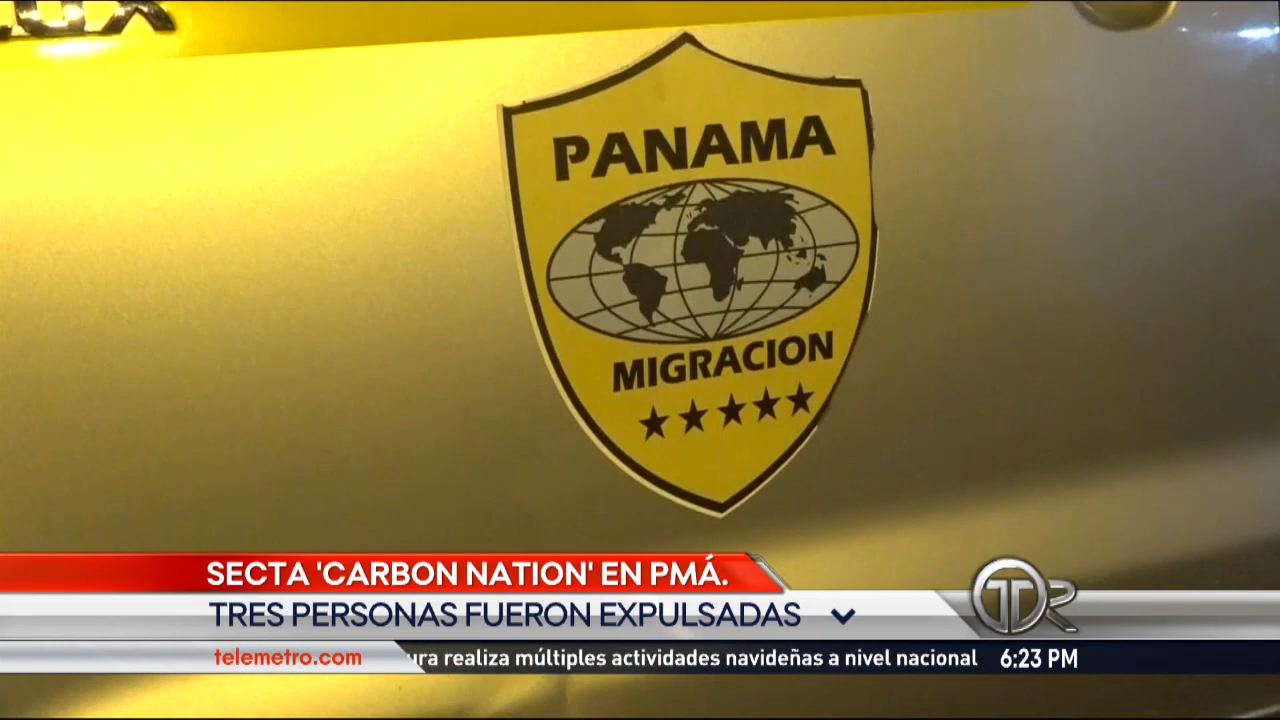 PANAMA
MIGRACION
SECTA 'CARBON NATION' EN PMÁ.
TRES PERSONAS FUERON EXPULSADAS
telemetro.com
realiza múltiples actividades navideñas a nivel nacional
6:23 PM